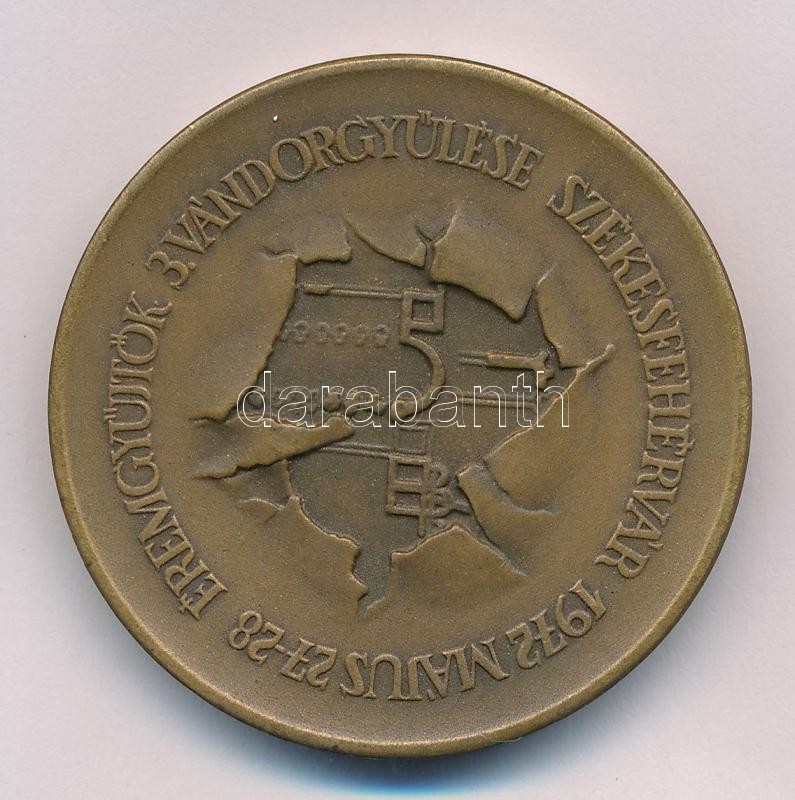 ÉREMGYŰJTŐK 3. VÁNDORGYŰLÉSE SZÉKESFEHÉRVÁR 1972 MÁJUS 27-28
darabanth